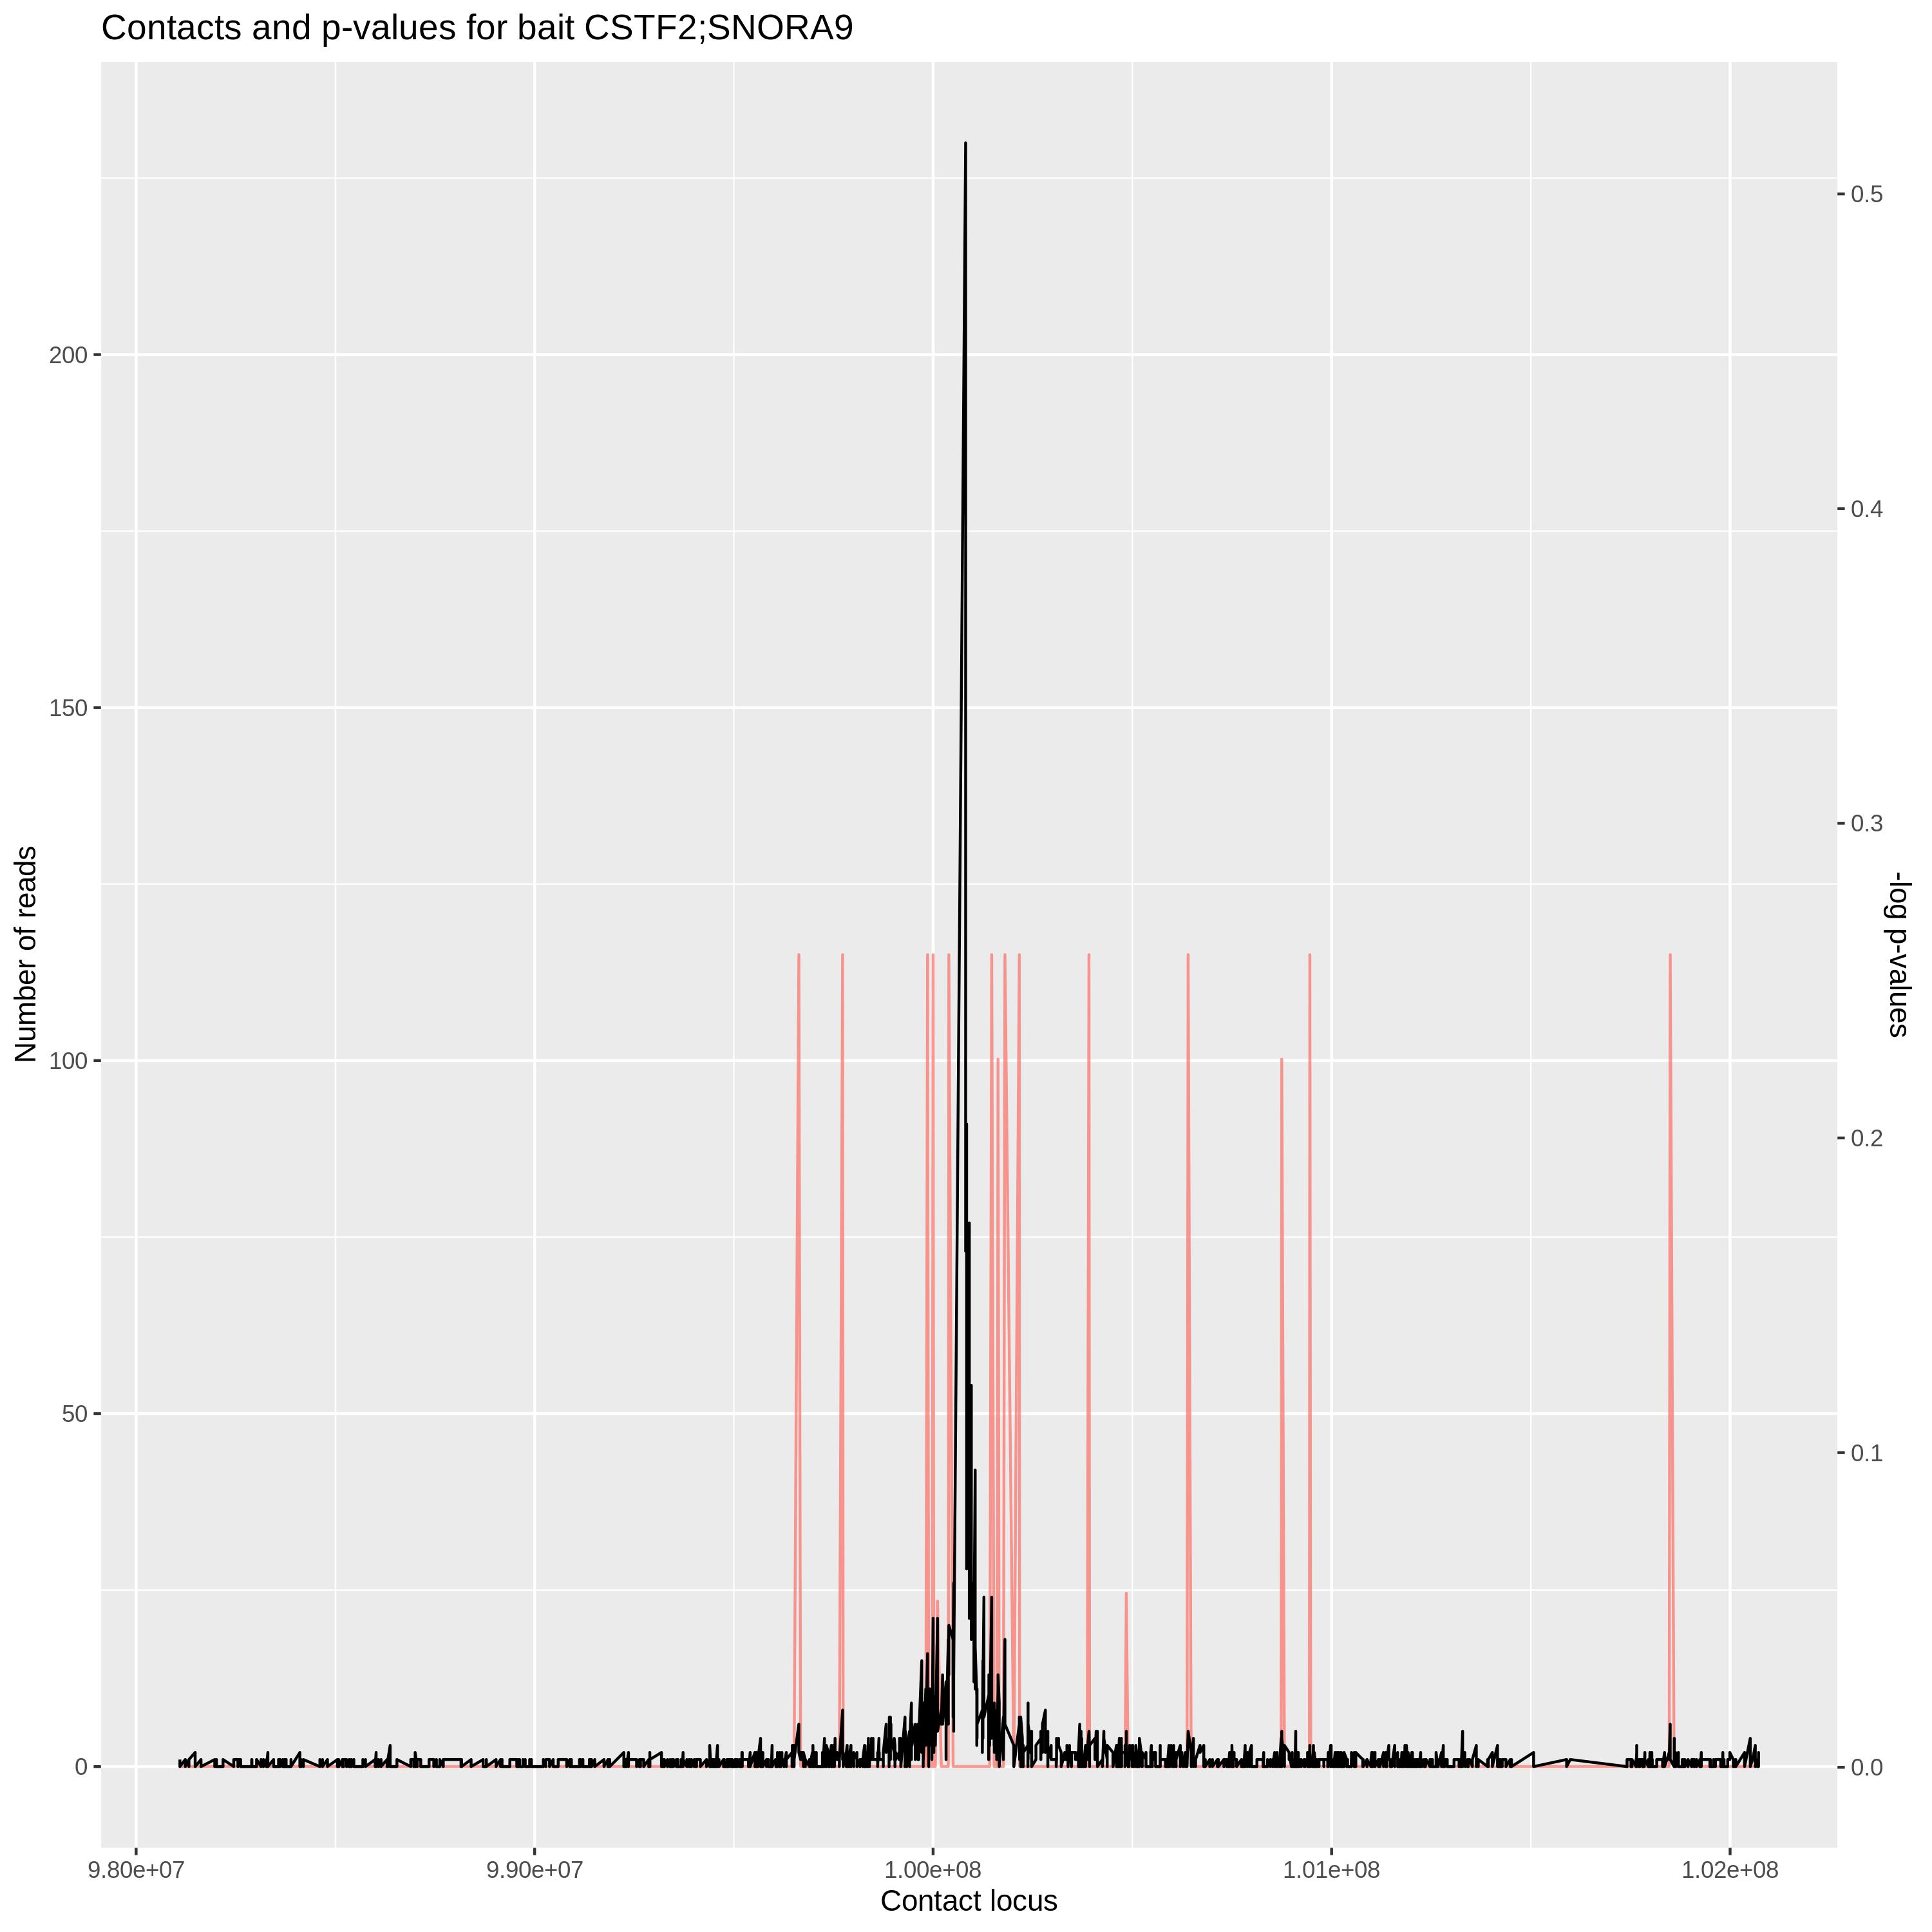 Contacts and p-values for bait CSTF2;SNORA9
Number of reads
200
150
100
50
0
0.5
0.4
0.3
0.2
0.1
0.0
-log p-values
9.80e+07 9.90e+07 1.00e+08 1.01e+08 1.02e+08
Contact locus